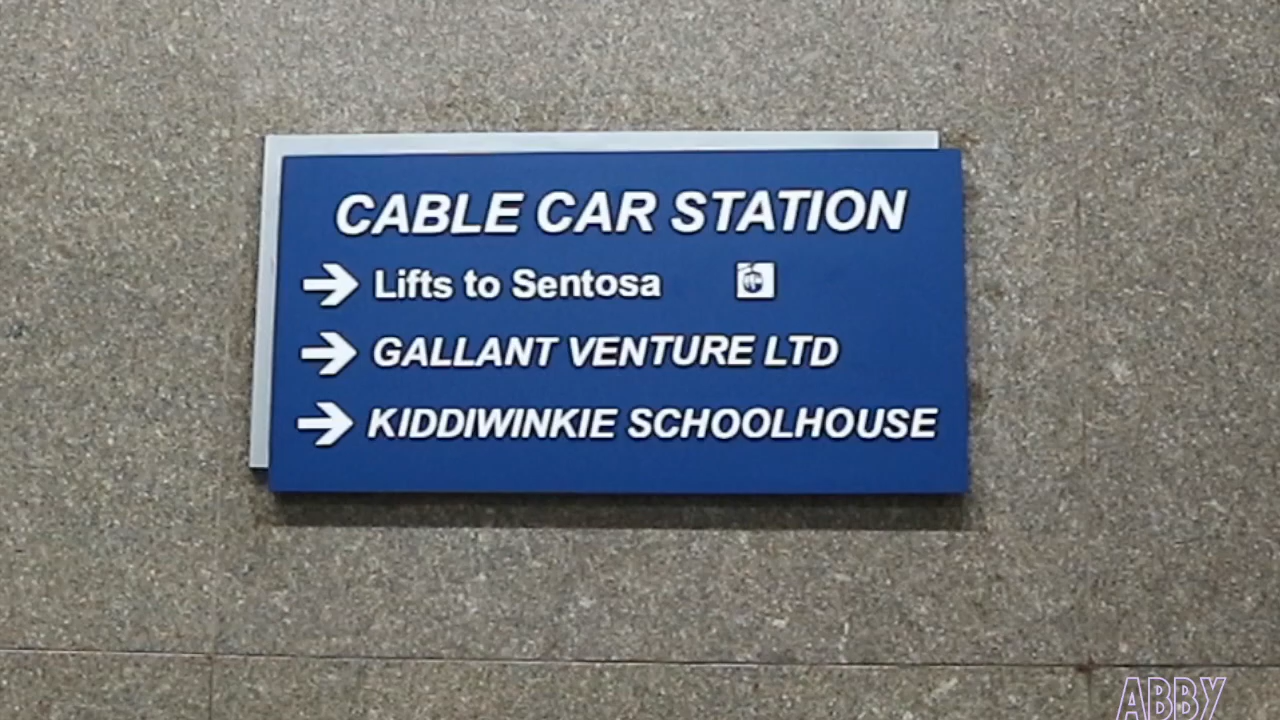 CABLE CAR STATION
Lifts to Sentosa
GALLANT VENTURE LTD
KIDDIWINKIE SCHOOLHOUSE
ABBY